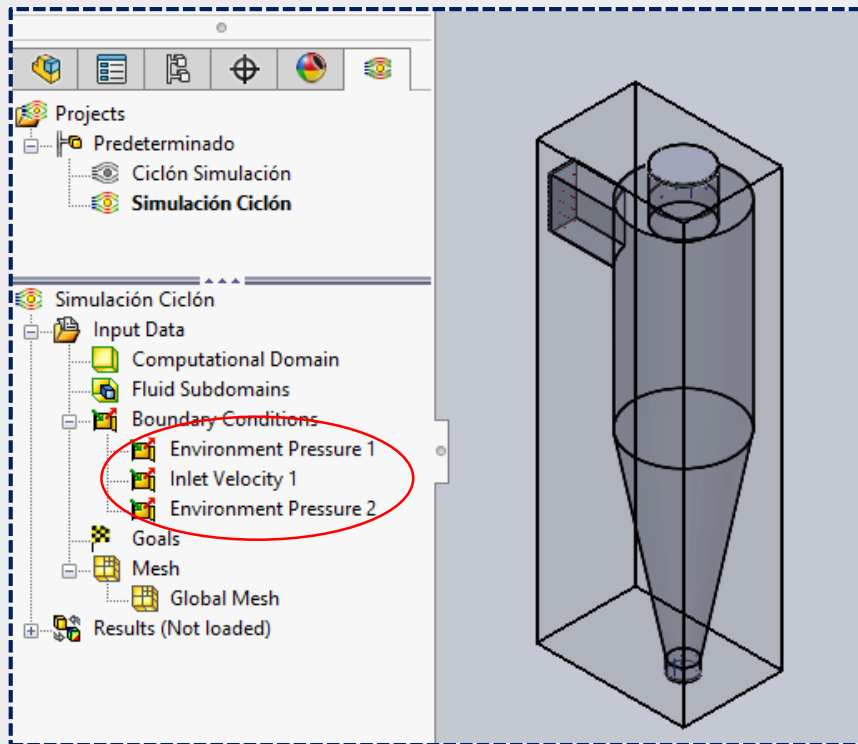 Projects
Predeterminado
Ciclón Simulación
Simulación Ciclón
Simulación Ciclón
Input Data
Computational Domain
Fluid Subdomains
Boundary Conditions
Environment Pressure 1
Inlet Velocity 1
Environment Pressure 2
Goals
Mesh
Global Mesh
Results (Not loaded)